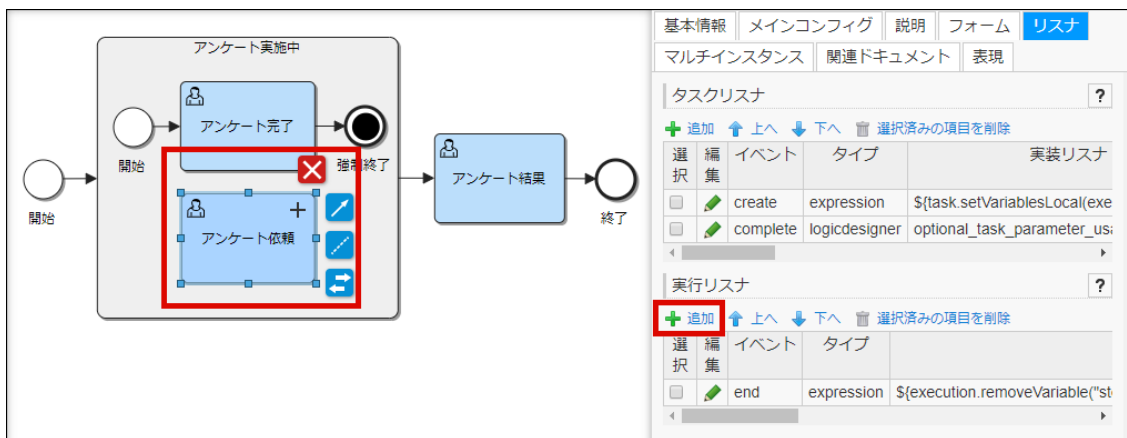 アンケート実施中
アンケート完了
開始
強制終了
アンケート依頼
開始
アンケート結果
終了
基本情報 メインコンフィグ 説明 フォーム リスナ
マルチインスタンス 関連ドキュメント 表現
タスクリスナ ?
追加 上へ 下へ 選択済みの項目を削除
選択 編集 イベント タイプ 実装リスナ
create expression ${task.setVariablesLocal(exe
complete logicdesigner optional_task_parameter_usa
実行リスナ ?
追加 上へ 下へ 選択済みの項目を削除
選択 編集 イベント タイプ
end expression ${execution.removeVariable("st